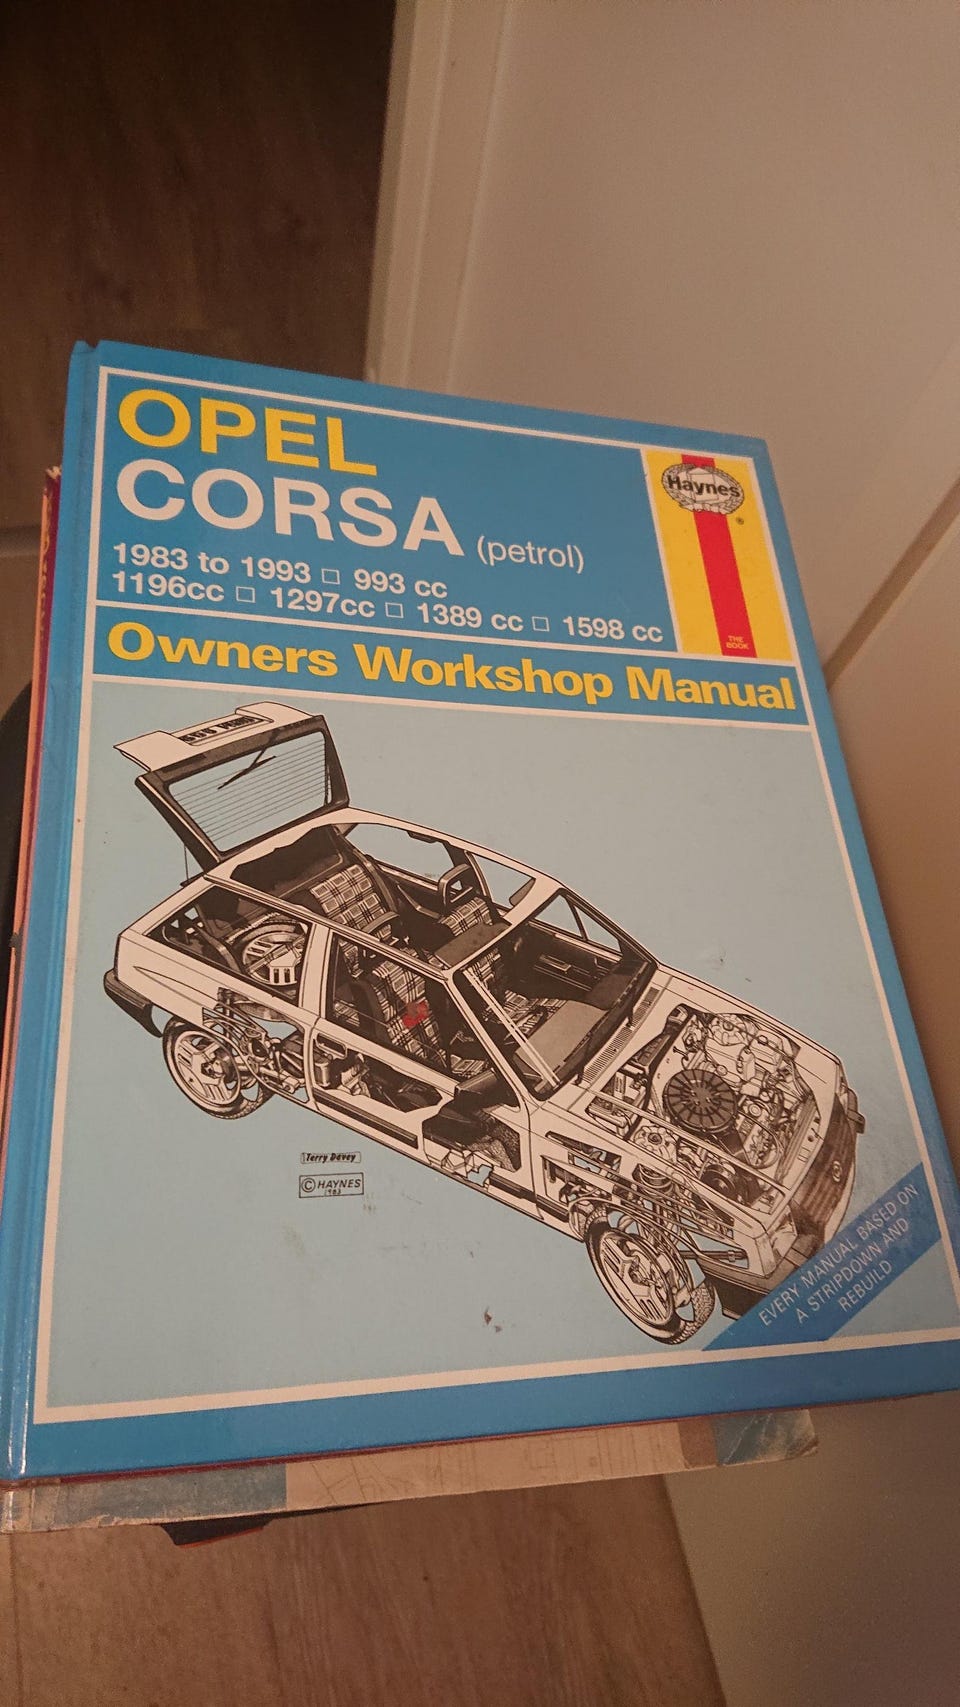 OPEL
CORSA (petrol)
1983 to 1993 □ 993 cc
1196cc □ 1297cc □ 1389 cc □ 1598 cc
Haynes
®
THE
BOOK
Owners Workshop Manual
Terry Davey
© HAYNES
1983
EVERY MANUAL BASED ON
A STRIPDOWN AND
REBUILD